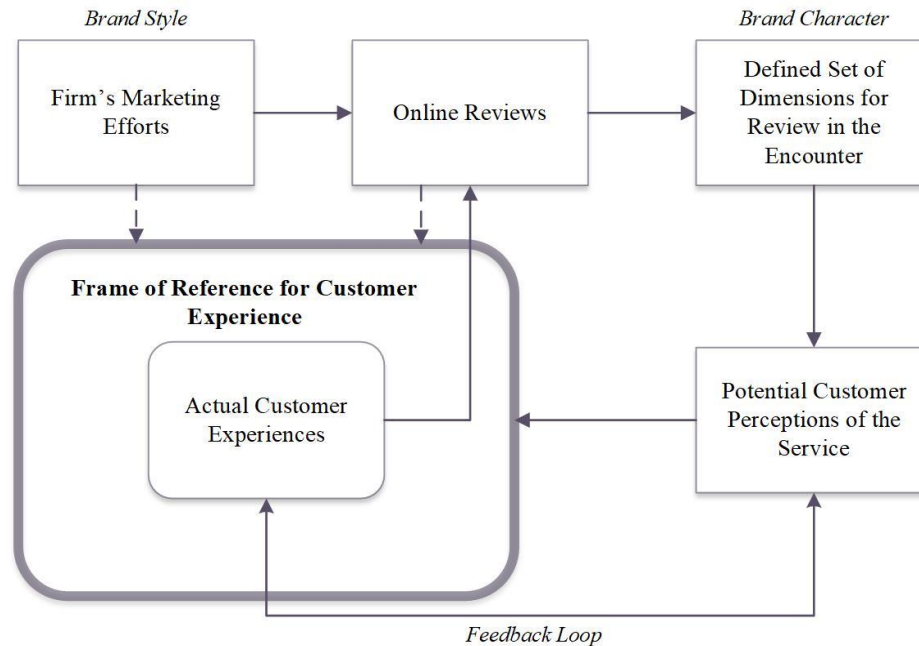 Brand Style
Brand Character
Firm’s Marketing
Efforts
Online Reviews
Defined Set of
Dimensions for
Review in the
Encounter
Frame of Reference for Customer
Experience
Actual Customer
Experiences
Potential Customer
Perceptions of the
Service
Feedback Loop